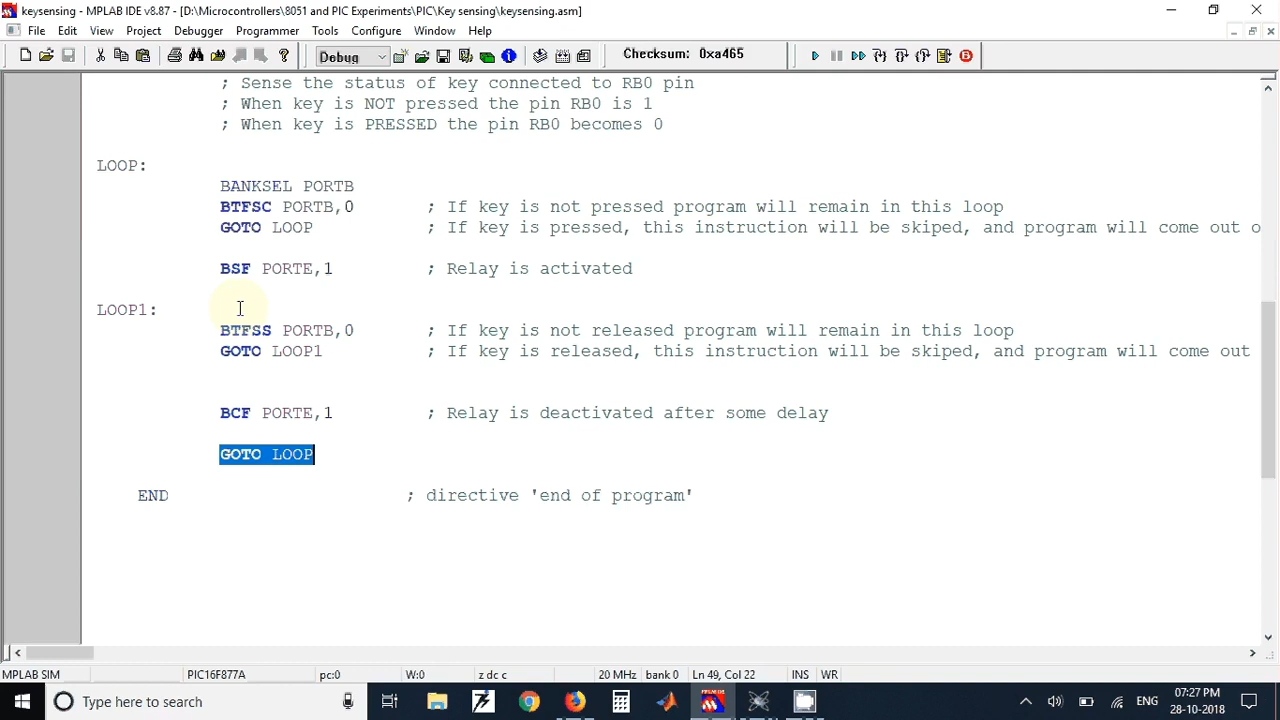 keysensing - MPLAB IDE v8.87 - [D:\Microcontrollers\8051 and PIC Experiments\PIC\Key sensing\keysensing.asm]
File Edit View Project Debugger Programmer Tools Configure Window Help
Debug Checksum: 0xa465
; Sense the status of key connected to RB0 pin
; When key is NOT pressed the pin RB0 is 1
; When key is PRESSED the pin RB0 becomes 0
LOOP:
BANKSEL PORTB
BTFSC PORTB,0 ; If key is not pressed program will remain in this loop
GOTO LOOP ; If key is pressed, this instruction will be skiped, and program will come out o
BSF PORTE,1 ; Relay is activated
LOOP1:
BTFSS PORTB,0 ; If key is not released program will remain in this loop
GOTO LOOP1 ; If key is released, this instruction will be skiped, and program will come out
BCF PORTE,1 ; Relay is deactivated after some delay
GOTO LOOP
END ; directive 'end of program'
MPLAB SIM PIC16F877A pc:0 W:0 z dc c 20 MHz bank 0 Ln 49, Col 22 INS WR
Type here to search ENG 07:27 PM
28-10-2018